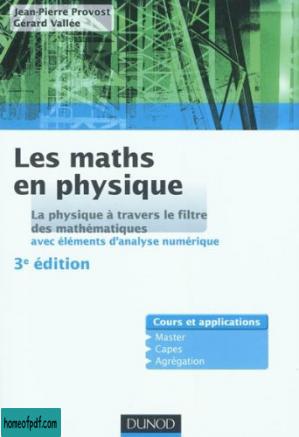 Jean-Pierre Provost
Gérard Vallée
Les maths
en physique
La physique à travers le filtre
des mathématiques
avec éléments d'analyse numérique
3e édition
Cours et applications
Master
Capes
Agrégation
homeofpdf.com
DUNOD